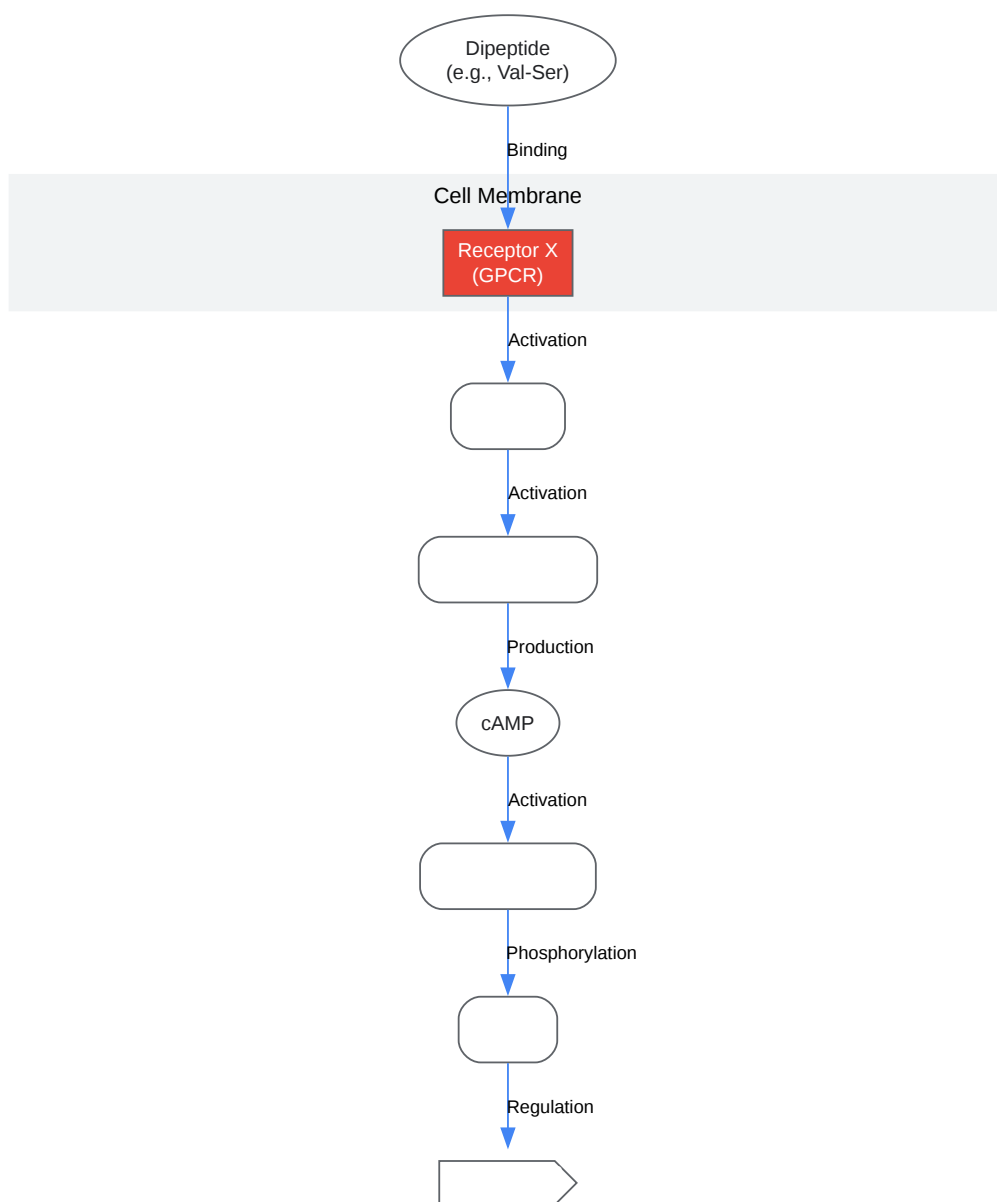 Dipeptide
(e.g., Val-Ser)
Binding
Cell Membrane
Receptor X
(GPCR)
Activation
Activation
Production
cAMP
Activation
Phosphorylation
Regulation